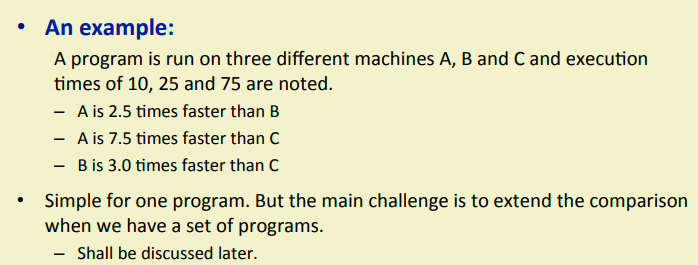 • An example:
A program is run on three different machines A, B and C and execution
times of 10, 25 and 75 are noted.
– A is 2.5 times faster than B
– A is 7.5 times faster than C
– B is 3.0 times faster than C
• Simple for one program. But the main challenge is to extend the comparison
when we have a set of programs.
– Shall be discussed later.